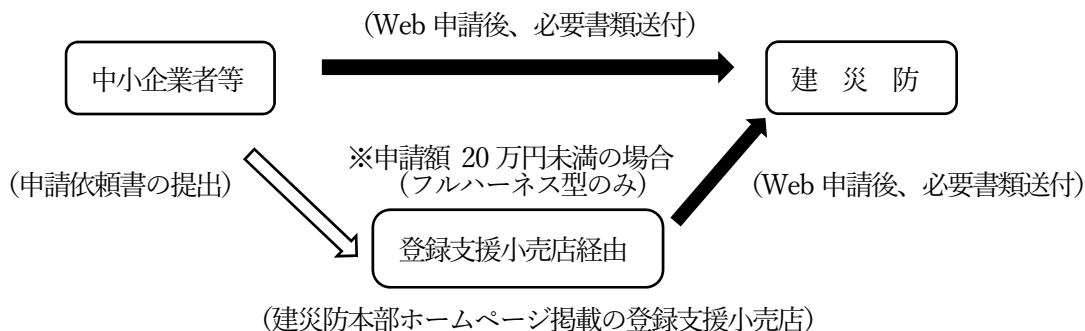 (Web 申請後、必要書類送付)
中小企業者等
建 災 防
※申請額 20 万円未満の場合
(フルハーネス型のみ)
(申請依頼書の提出)
(Web 申請後、必要書類送付)
登録支援小売店経由
(建災防本部ホームページ掲載の登録支援小売店)